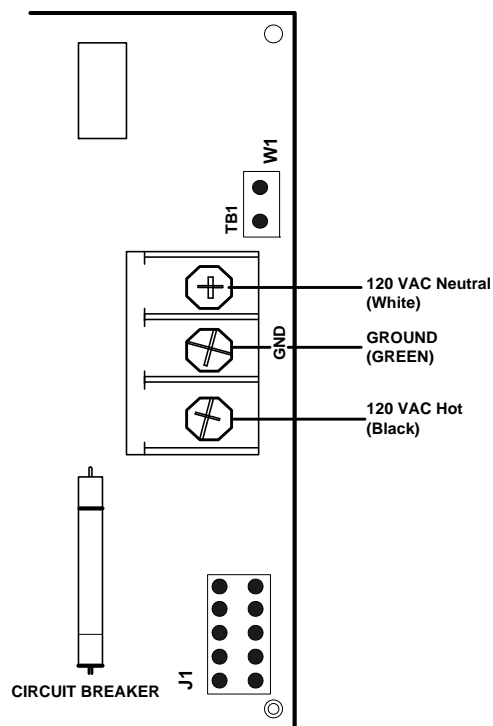 W1
TB1
120 VAC Neutral
(White)
GND
GROUND
(GREEN)
120 VAC Hot
(Black)
J1
CIRCUIT BREAKER